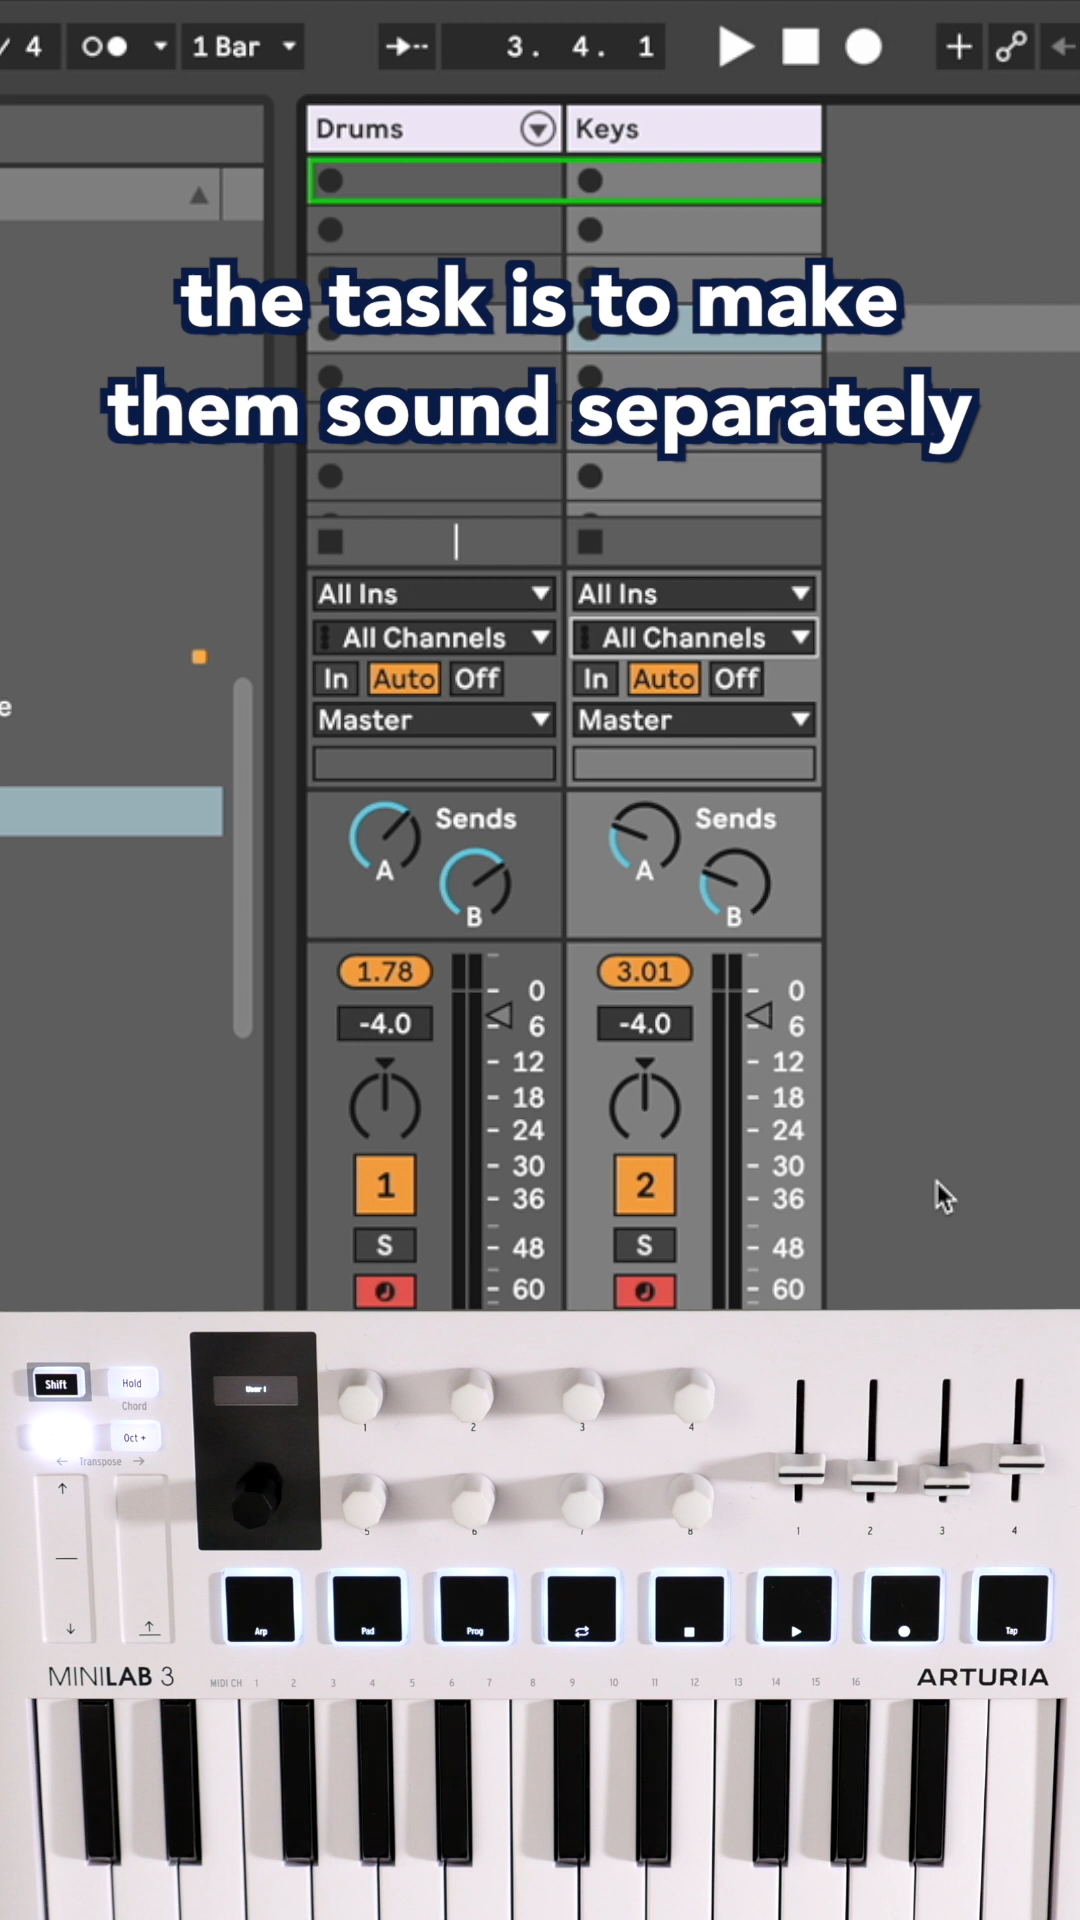 / 4
1 Bar
3. 4. 1
Drums
Keys
the task is to make
them sound separately
All Ins
All Ins
All Channels
All Channels
In Auto Off
In Auto Off
Master
Master
e
Sends
Sends
A
A
B
B
1.78
3.01
-4.0
-4.0
0
6
12
18
24
30
36
48
60
0
6
12
18
24
30
36
48
60
1
2
S
S
Shift
Hold
Chord
Oct +
← Transpose →
User 1
1 2 3 4
5 6 7 8
1 2 3 4
Arp Pad Prog Tap
MINILAB 3
MIDI CH 1 2 3 4 5 6 7 8 9 10 11 12 13 14 15 16
ARTURIA